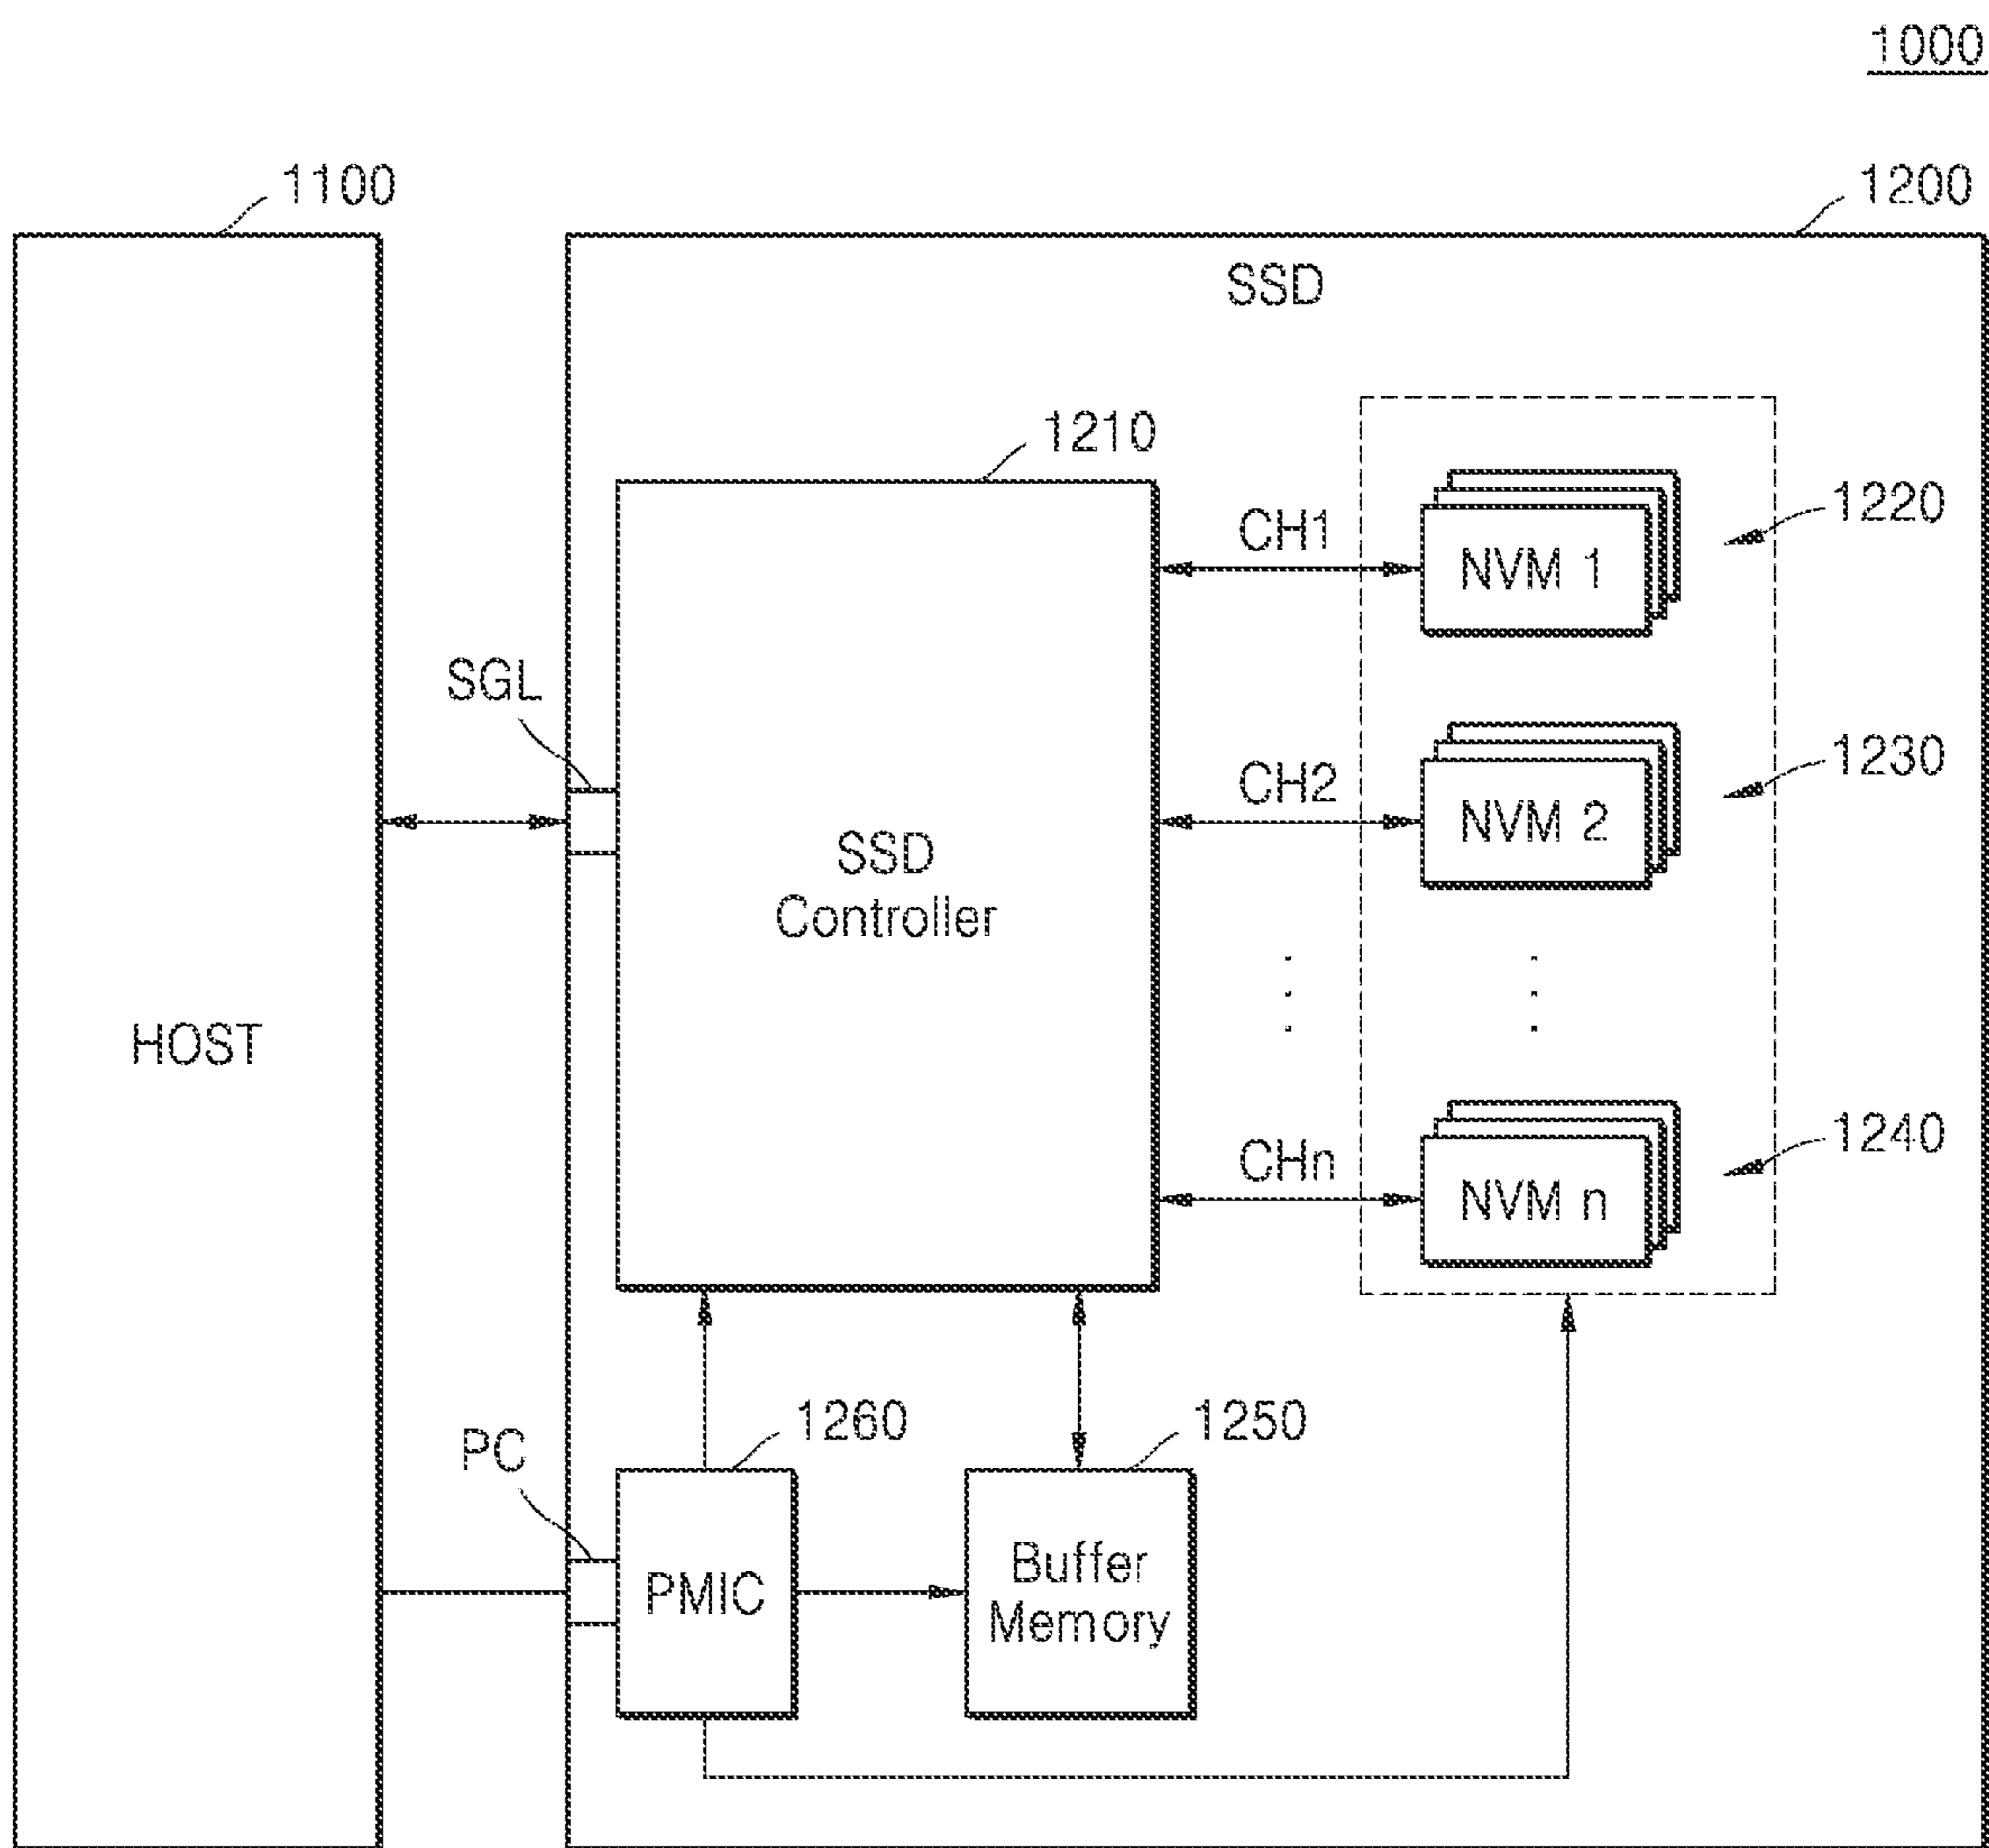 1000
1100
1200
SSD
1210
1220
CH1
NVM 1
SGL
1230
CH2
NVM 2
SSD
Controller
HOST
1240
CHn
NVM n
1260
1250
PC
PMIC
Buffer
Memory